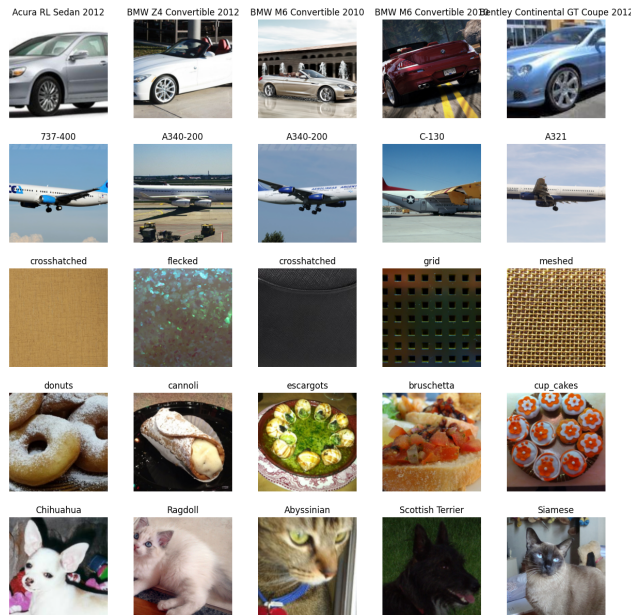 Acura RL Sedan 2012
BMW Z4 Convertible 2012
BMW M6 Convertible 2010
BMW M6 Convertible 2010
Bentley Continental GT Coupe 2012
737-400
A340-200
A340-200
C-130
A321
crosshatched
flecked
crosshatched
grid
meshed
donuts
cannoli
escargots
bruschetta
cup_cakes
Chihuahua
Ragdoll
Abyssinian
Scottish Terrier
Siamese